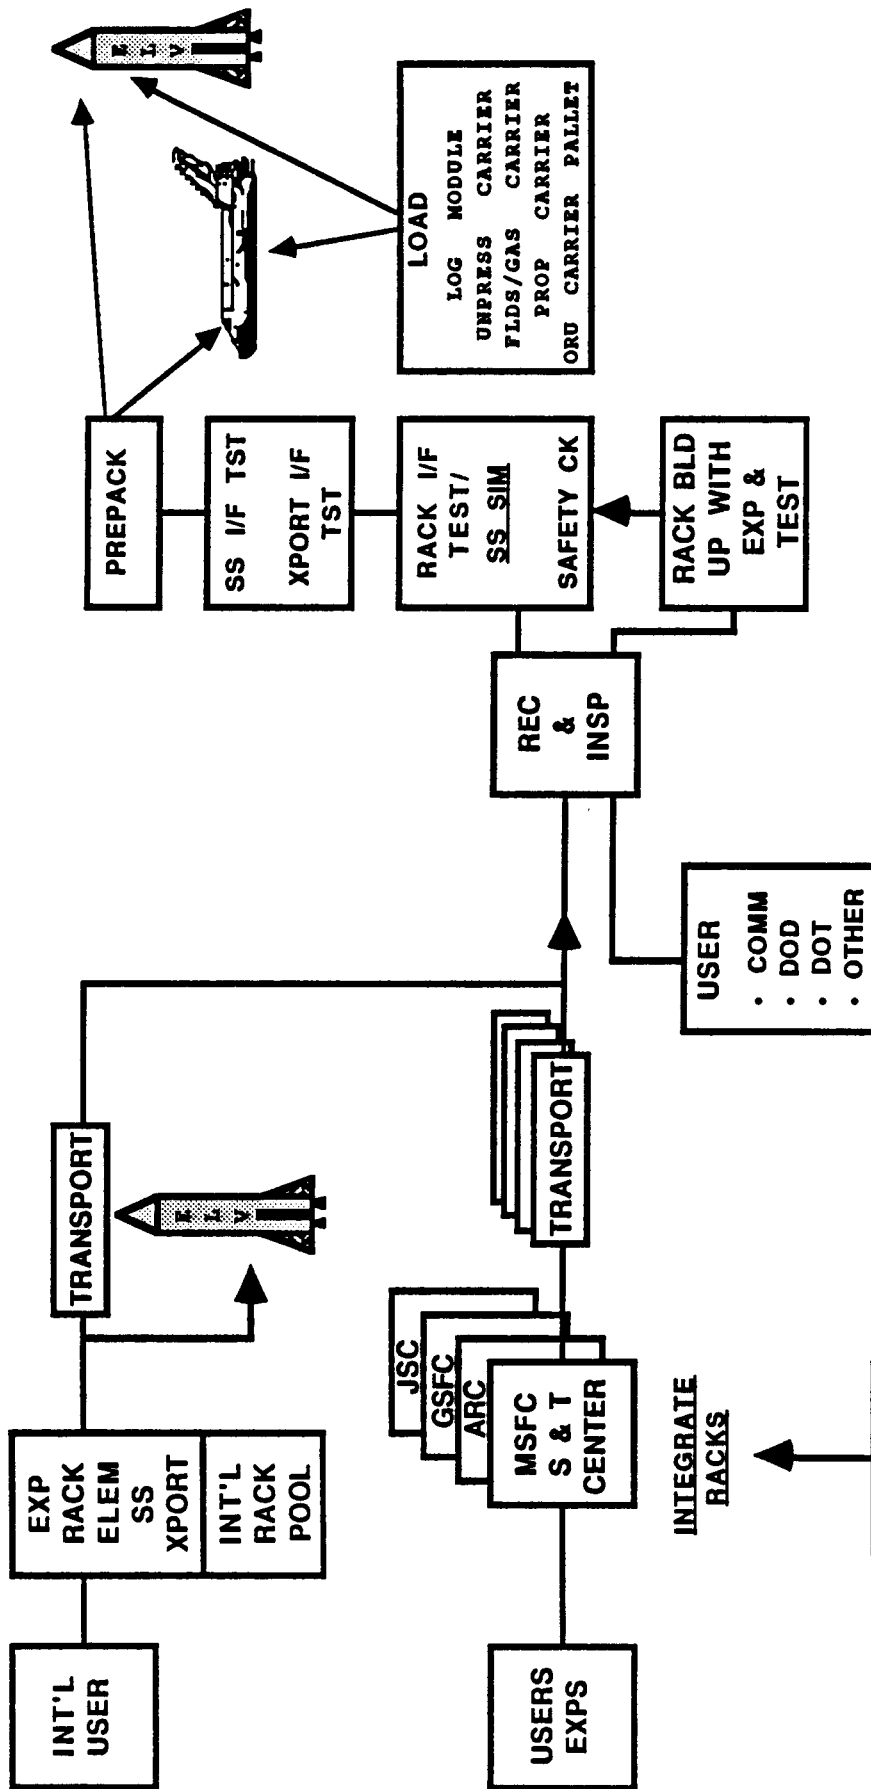 INT'L
USER
EXP
RACK
ELEM
SS
XPORT
INT'L
RACK
POOL
TRANSPORT
ELV
USERS
EXPS
JSC
GSFC
ARC
MSFC
S & T
CENTER
INTEGRATE
RACKS
TRANSPORT
USER
· COMM
· DOD
· DOT
· OTHER
REC
&
INSP
PREPACK
SS I/F TST
XPORT I/F
TST
RACK I/F
TEST/
SS SIM
SAFETY CK
RACK BLD
UP WITH
EXP &
TEST
ELV
LOAD
LOG MODULE
UNPRESS CARRIER
FLDS/GAS CARRIER
PROP CARRIER
ORU CARRIER PALLET